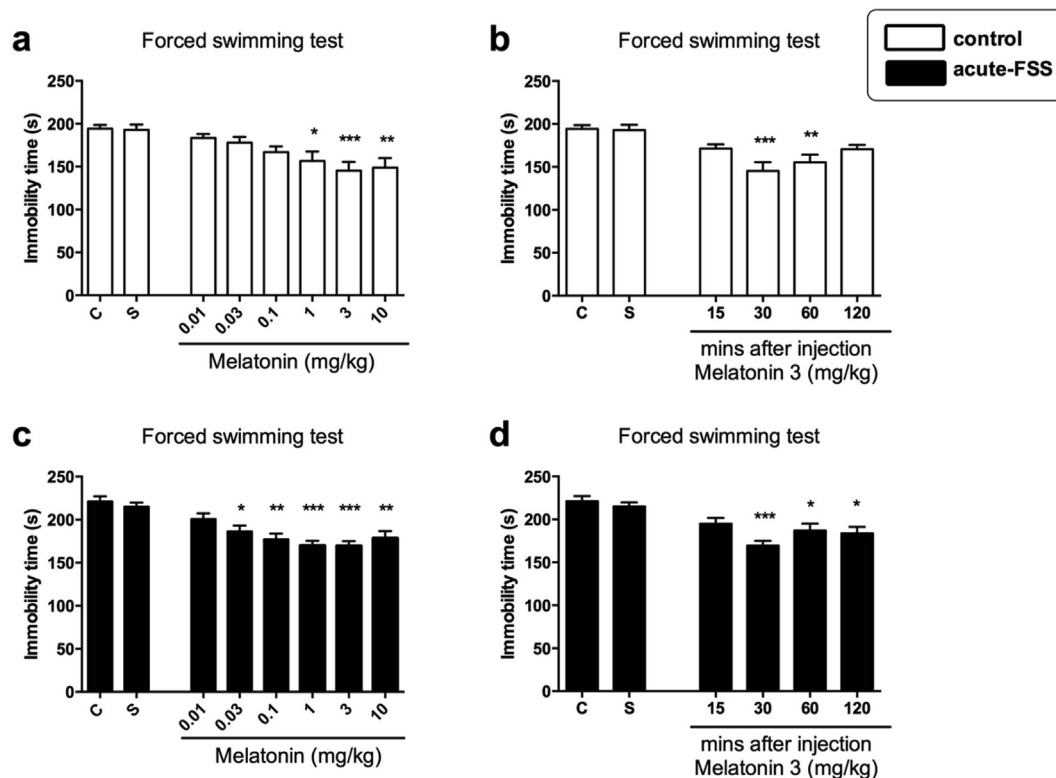 a
Forced swimming test
Immobility time (s)
250
200
150
100
50
0
* *** **
C S 0.01 0.03 0.1 1 3 10
Melatonin (mg/kg)
b
Forced swimming test
control
acute-FSS
Immobility time (s)
250
200
150
100
50
0
*** **
C S 15 30 60 120
mins after injection
Melatonin 3 (mg/kg)
c
Forced swimming test
Immobility time (s)
250
200
150
100
50
0
* ** *** *** **
C S 0.01 0.03 0.1 1 3 10
Melatonin (mg/kg)
d
Forced swimming test
Immobility time (s)
250
200
150
100
50
0
*** * *
C S 15 30 60 120
mins after injection
Melatonin 3 (mg/kg)